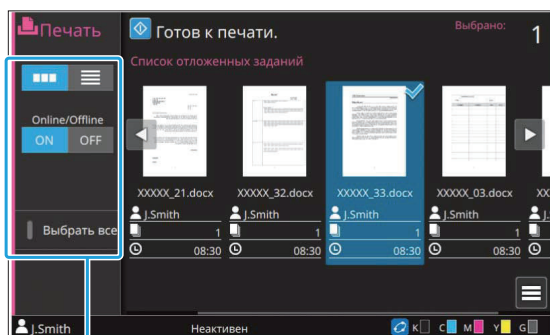 Печать
Готов к печати.
Выбрано:
1
Список отложенных заданий
Online/Offline
ON OFF
Выбрать все
XXXXX_21.docx XXXXX_32.docx XXXXX_33.docx XXXXX_03.docx XX
J.Smith J.Smith J.Smith J.Smith J.
1 1 1 1
08:30 08:30 08:30 08:30
J.Smith Неактивен K C M Y G